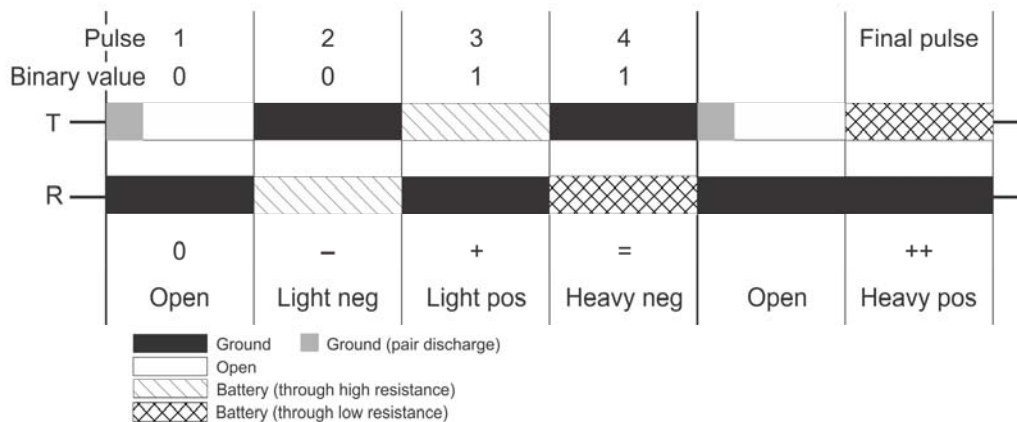 Pulse 1 2 3 4 Final pulse
Binary value 0 0 1 1
T
R
0 – + = ++
Open Light neg Light pos Heavy neg Open Heavy pos
Ground Ground (pair discharge)
Open
Battery (through high resistance)
Battery (through low resistance)